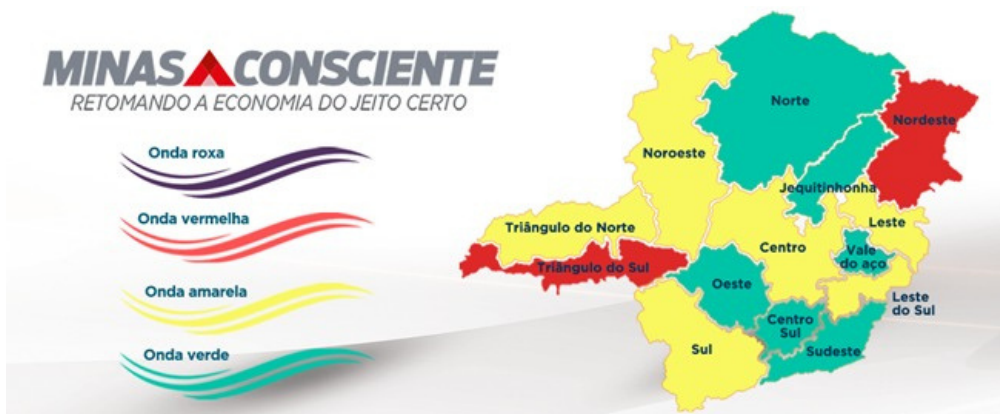 MINAS CONSCIENTE
RETOMANDO A ECONOMIA DO JEITO CERTO
Onda roxa
Onda vermelha
Onda amarela
Onda verde
Norte
Nordeste
Noroeste
Jequitinhonha
Leste
Triângulo do Norte
Centro
Vale
do aço
Triângulo do Sul
Oeste
Leste
do Sul
Centro
Sul
Sul
Sudeste